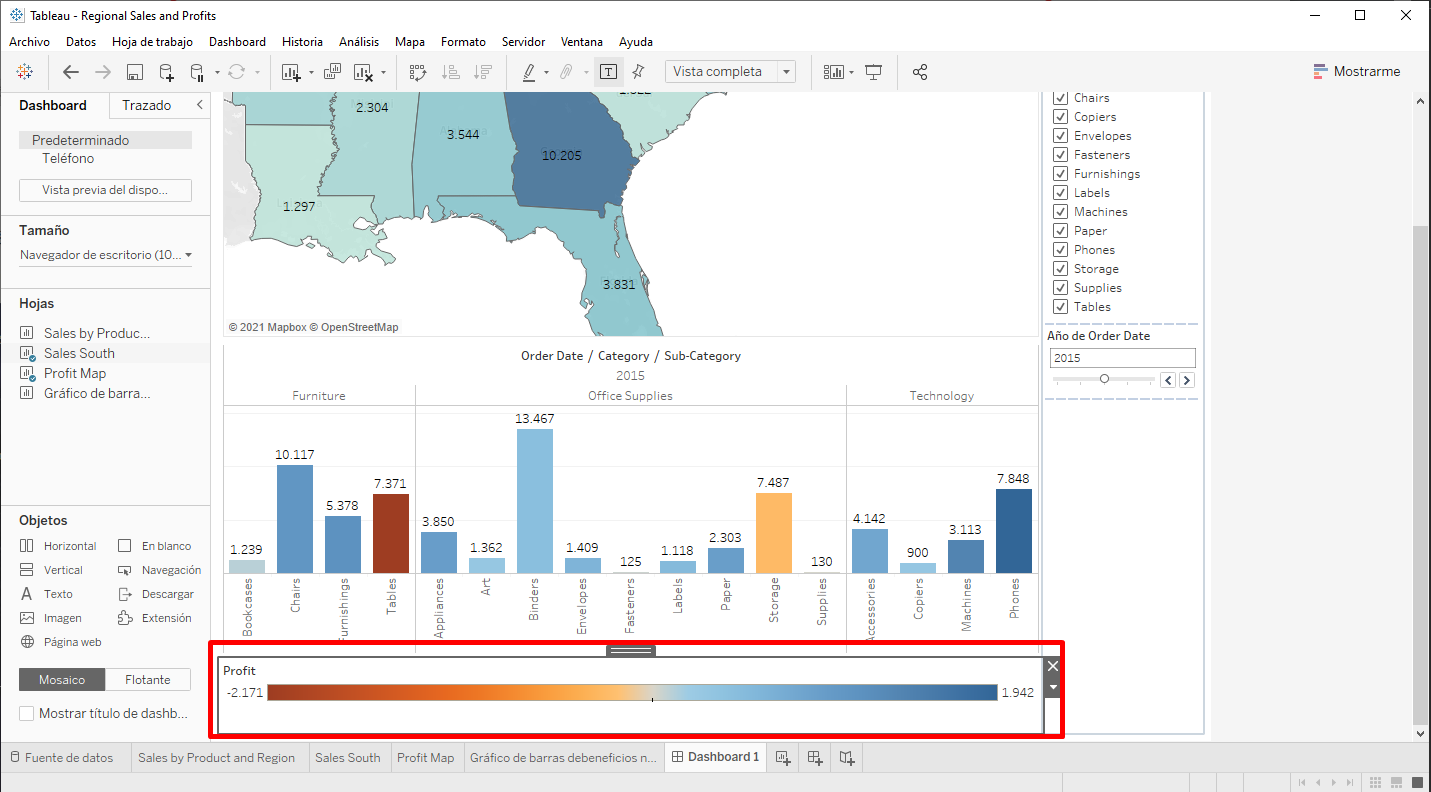 Tableau - Regional Sales and Profits
Archivo Datos Hoja de trabajo Dashboard Historia Análisis Mapa Formato Servidor Ventana Ayuda
Vista completa
Mostrarme
Dashboard Trazado
Predeterminado
Teléfono
Vista previa del dispo...
Tamaño
Navegador de escritorio (10...
Hojas
Sales by Produc...
Sales South
Profit Map
Gráfico de barra...
Objetos
Horizontal En blanco
Vertical Navegación
Texto Descargar
Imagen Extensión
Página web
Mosaico Flotante
Mostrar título de dashb...
2.304
3.544
10.205
1.297
3.831
© 2021 Mapbox © OpenStreetMap
Chairs
Copiers
Envelopes
Fasteners
Furnishings
Labels
Machines
Paper
Phones
Storage
Supplies
Tables
Año de Order Date
2015
Order Date / Category / Sub-Category
2015
Furniture Office Supplies Technology
1.239 10.117 5.378 7.371 3.850 1.362 13.467 1.409 125 1.118 2.303 7.487 130 4.142 900 3.113 7.848
Bookcases Chairs Furnishings Tables Appliances Art Binders Envelopes Fasteners Labels Paper Storage Supplies Accessories Copiers Machines Phones
Profit
-2.171 1.942
Fuente de datos Sales by Product and Region Sales South Profit Map Gráfico de barras debeneficios n... Dashboard 1